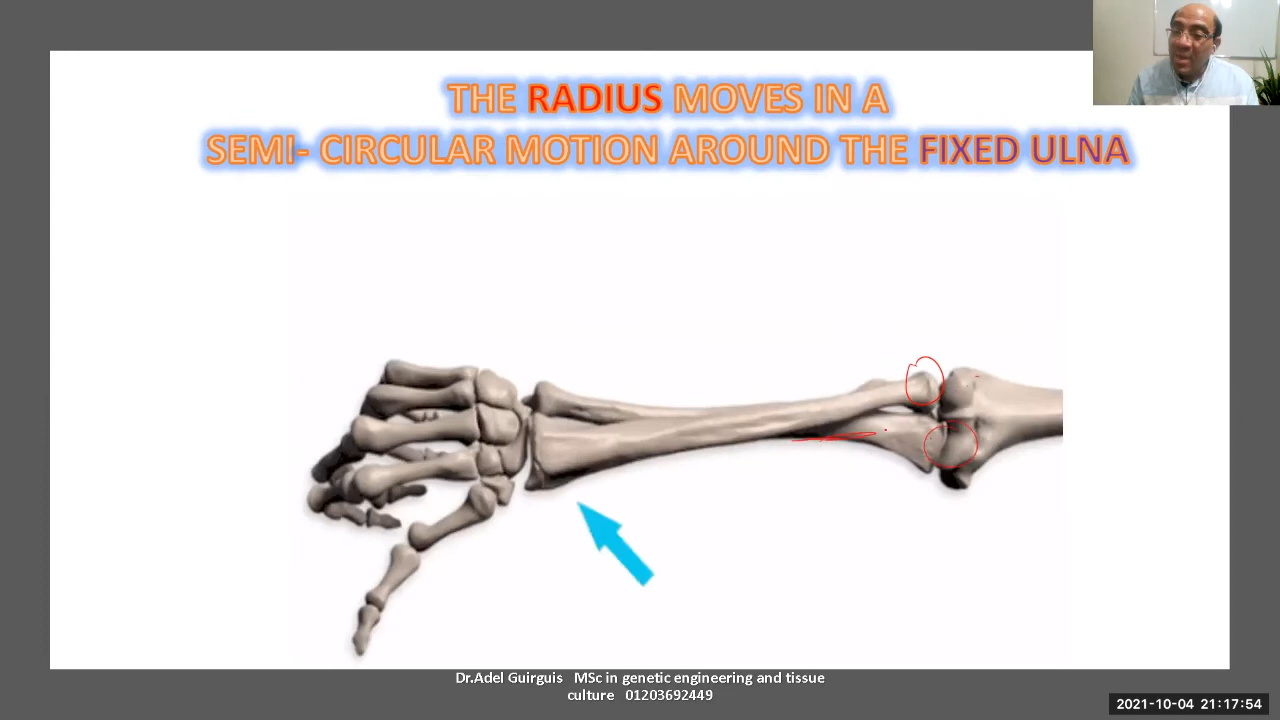 THE RADIUS MOVES IN A
SEMI- CIRCULAR MOTION AROUND THE FIXED ULNA
Dr.Adel Guirguis MSc in genetic engineering and tissue
culture 01203692449
2021-10-04 21:17:54